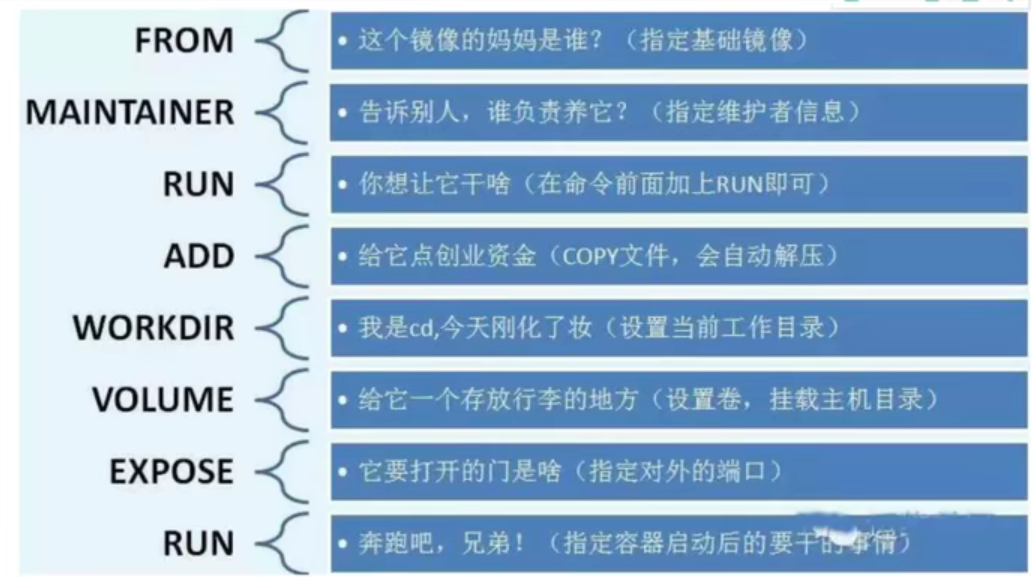 FROM
• 这个镜像的妈妈是谁？（指定基础镜像）
MAINTAINER
• 告诉别人，谁负责养它？（指定维护者信息）
RUN
• 你想让它干啥（在命令前面加上RUN即可）
ADD
• 给它点创业资金（COPY文件，会自动解压）
WORKDIR
• 我是cd,今天刚化了妆（设置当前工作目录）
VOLUME
• 给它一个存放行李的地方（设置卷，挂载主机目录）
EXPOSE
• 它要打开的门是啥（指定对外的端口）
RUN
• 奔跑吧，兄弟！（指定容器启动后的要干的事情）